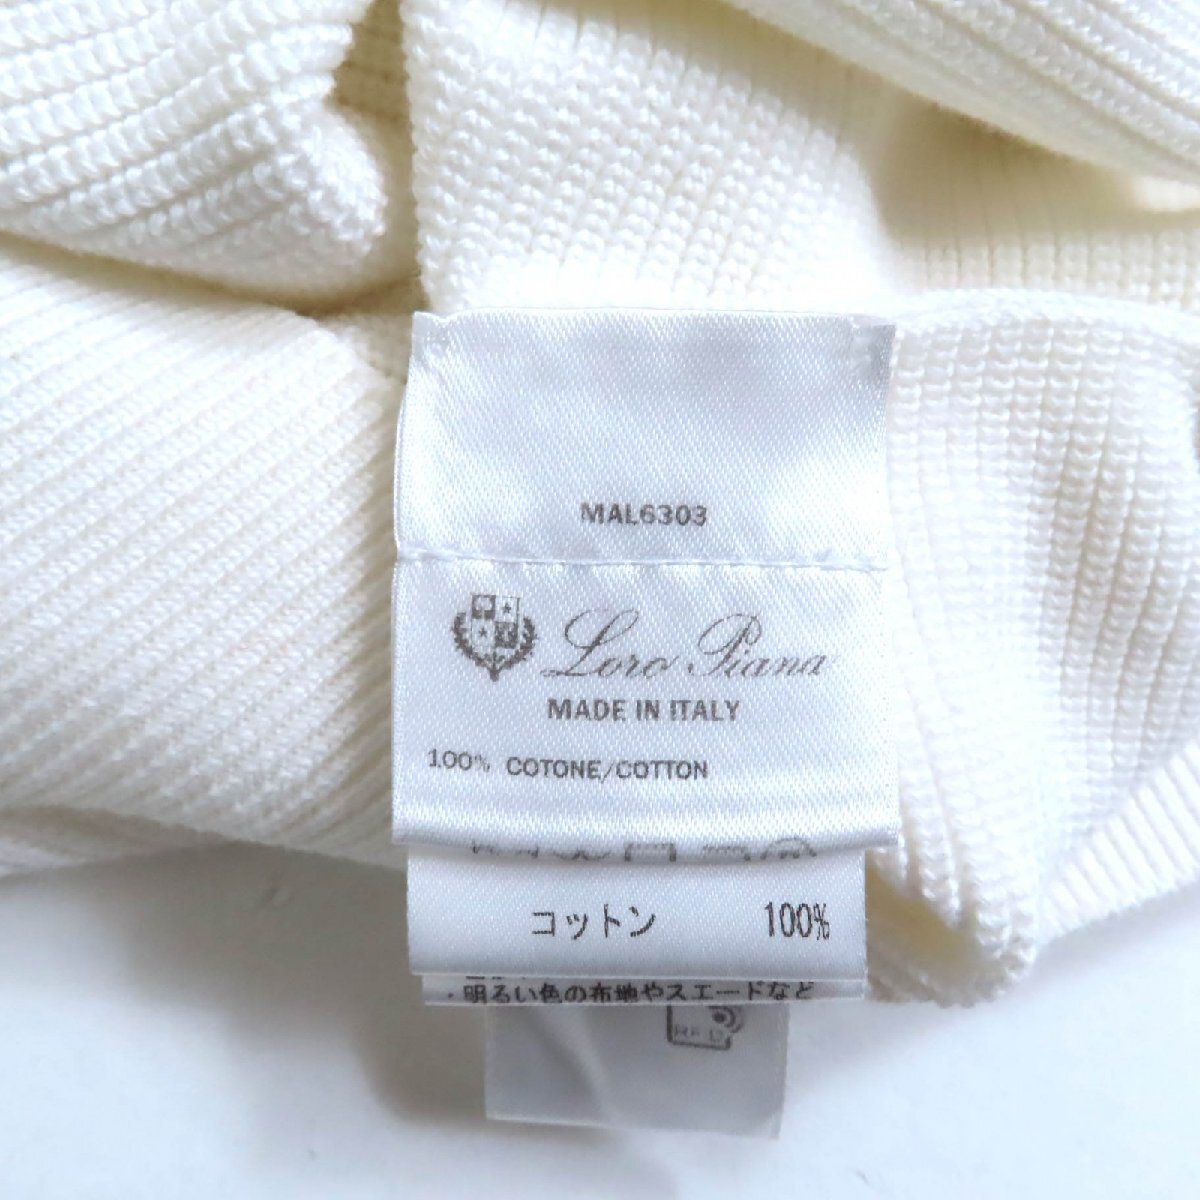 MAL6303
Loro Piana
MADE IN ITALY
100% COTONE/COTTON
コットン 100%
・明るい色の布地やスエードなど
RFID